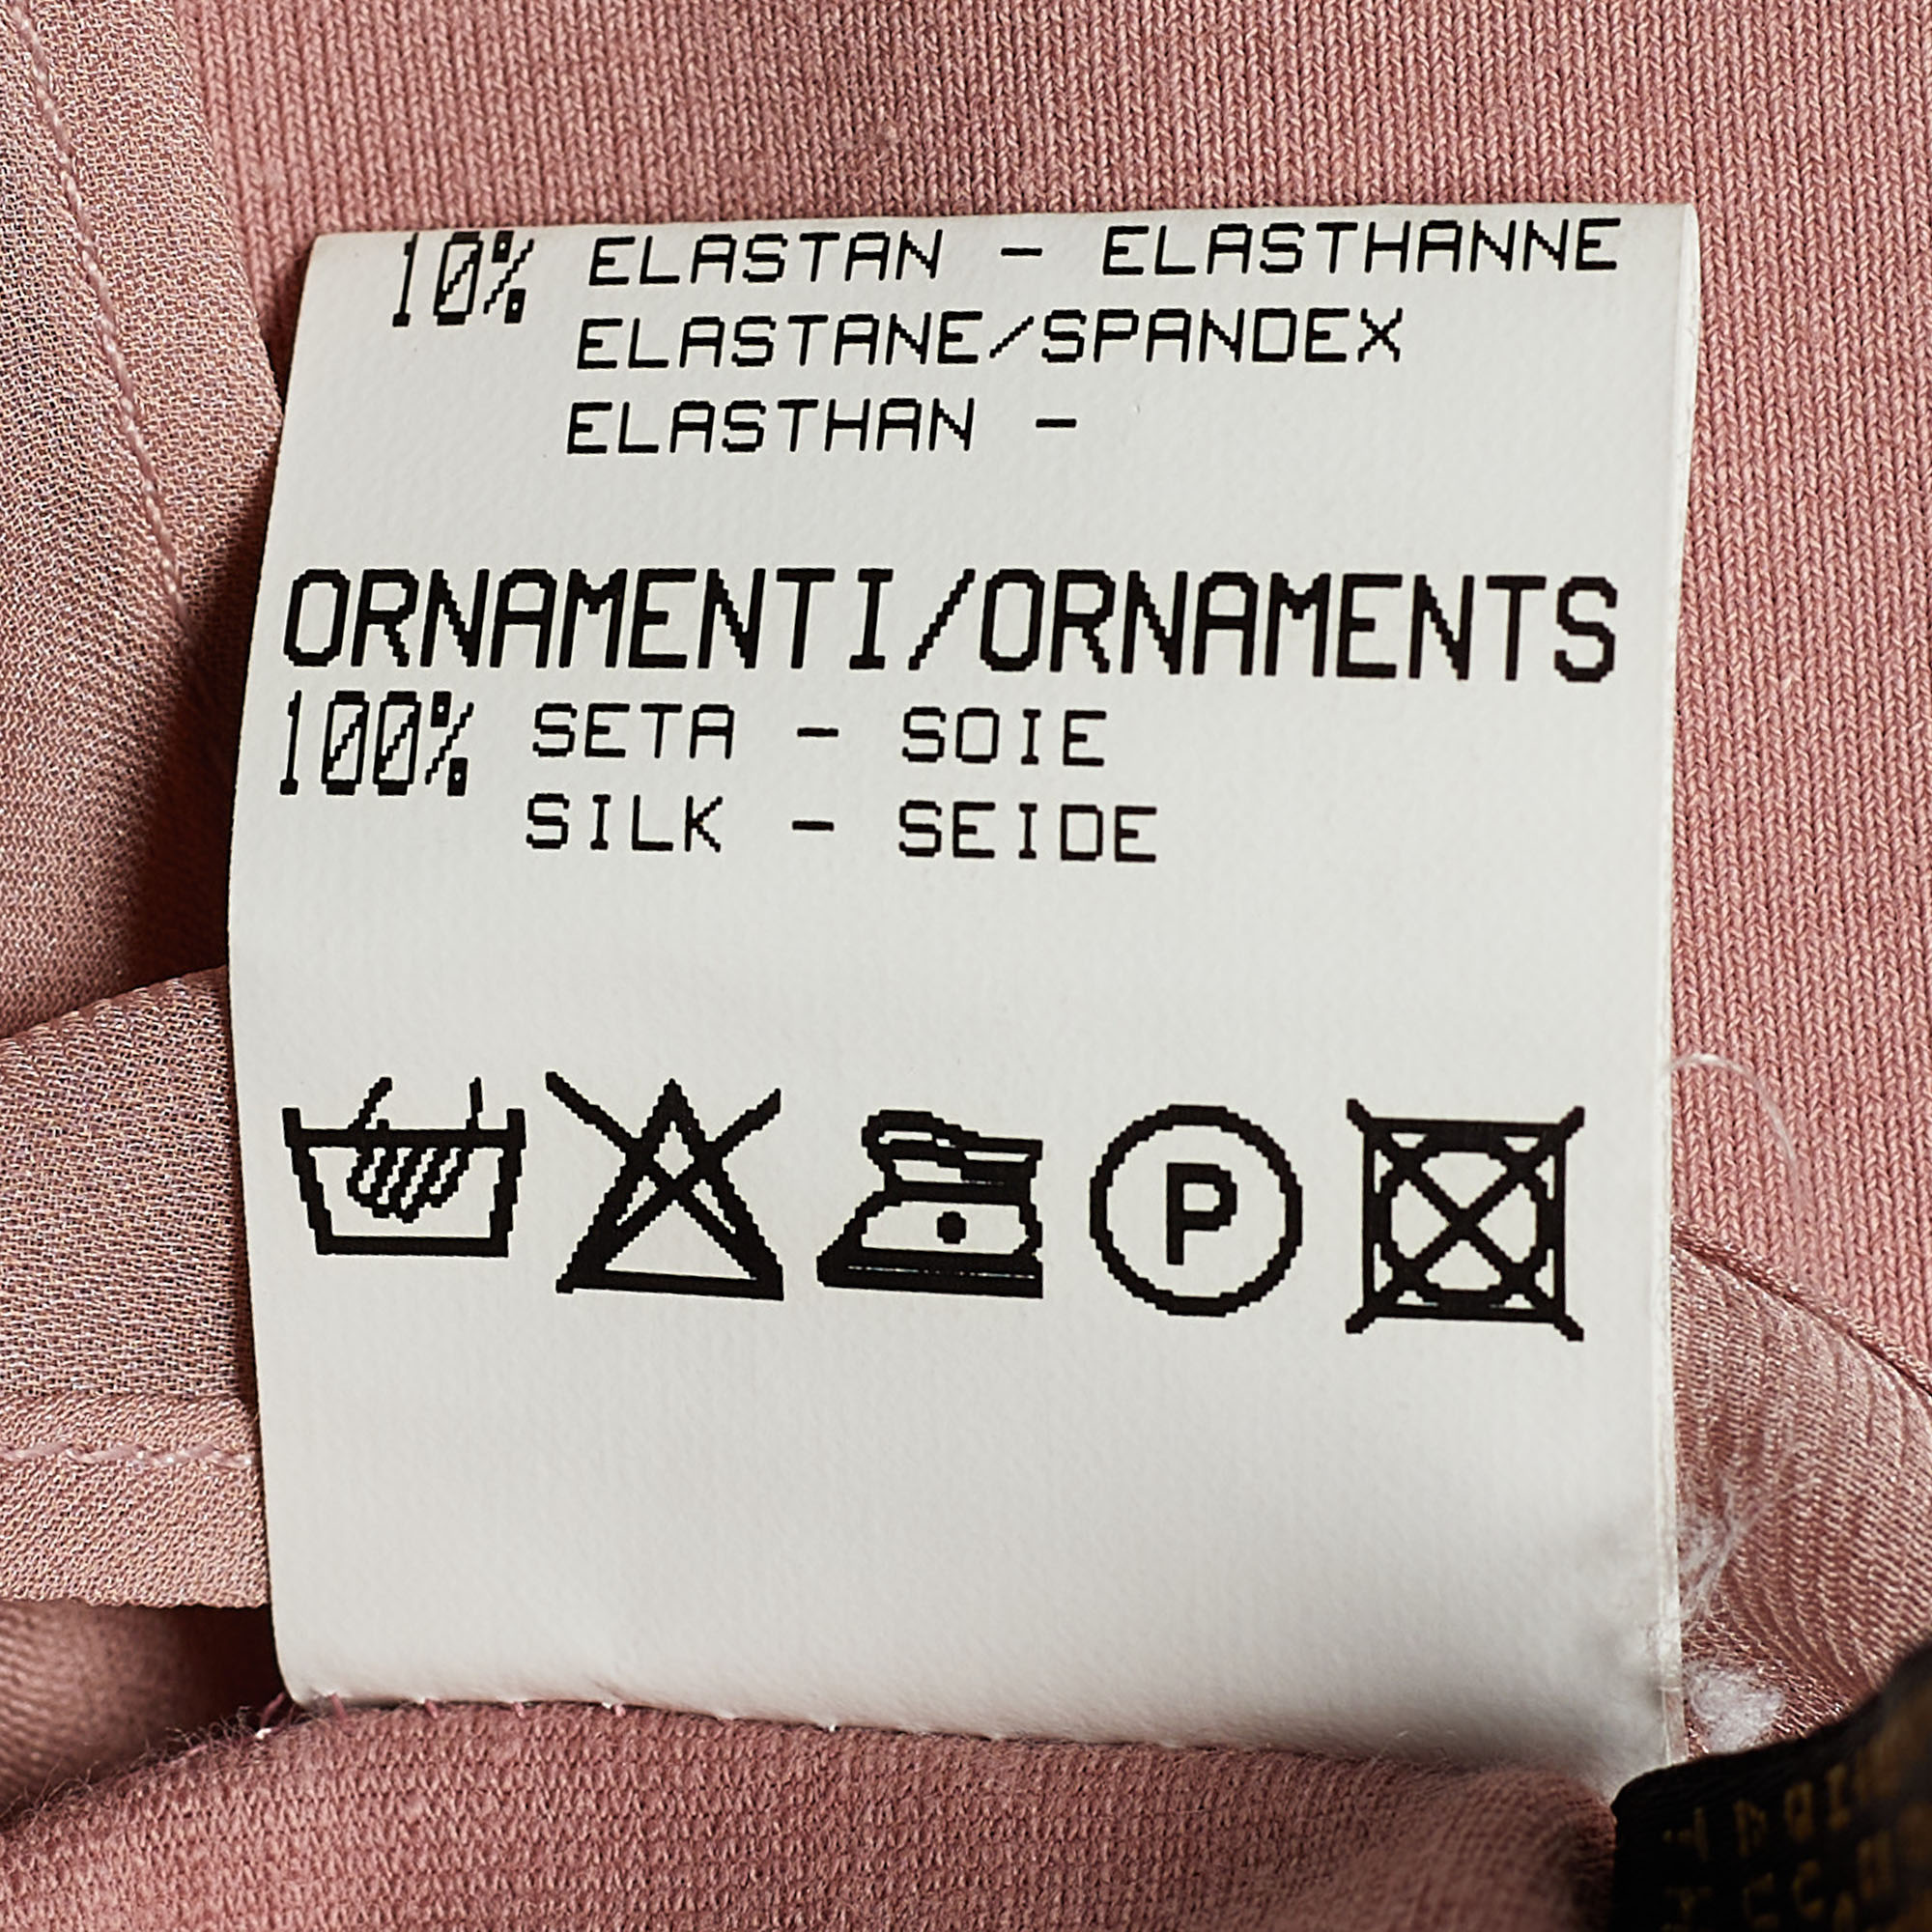 10% ELASTAN - ELASTHANNE
ELASTANE/SPANDEX
ELASTHAN -
ORNAMENTI/ORNAMENTS
100% SETA - SOIE
SILK - SEIDE
P